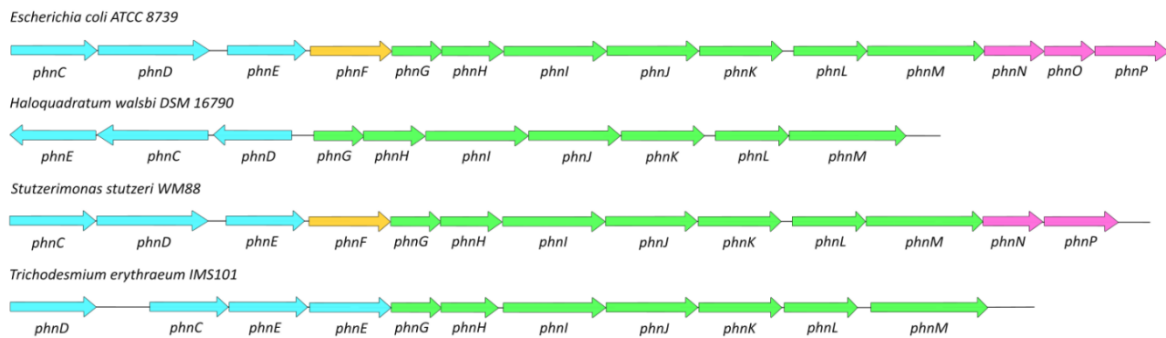 Escherichia coli ATCC 8739
phnC phnD phnE phnF phnG phnH phnI phnJ phnK phnL phnM phnN phnO phnP
Haloquadratum walsbi DSM 16790
phnE phnC phnD phnG phnH phnI phnJ phnK phnL phnM
Stutzerimonas stutzeri WM88
phnC phnD phnE phnF phnG phnH phnI phnJ phnK phnL phnM phnN phnP
Trichodesmium erythraeum IMS101
phnD phnC phnE phnE phnG phnH phnI phnJ phnK phnL phnM